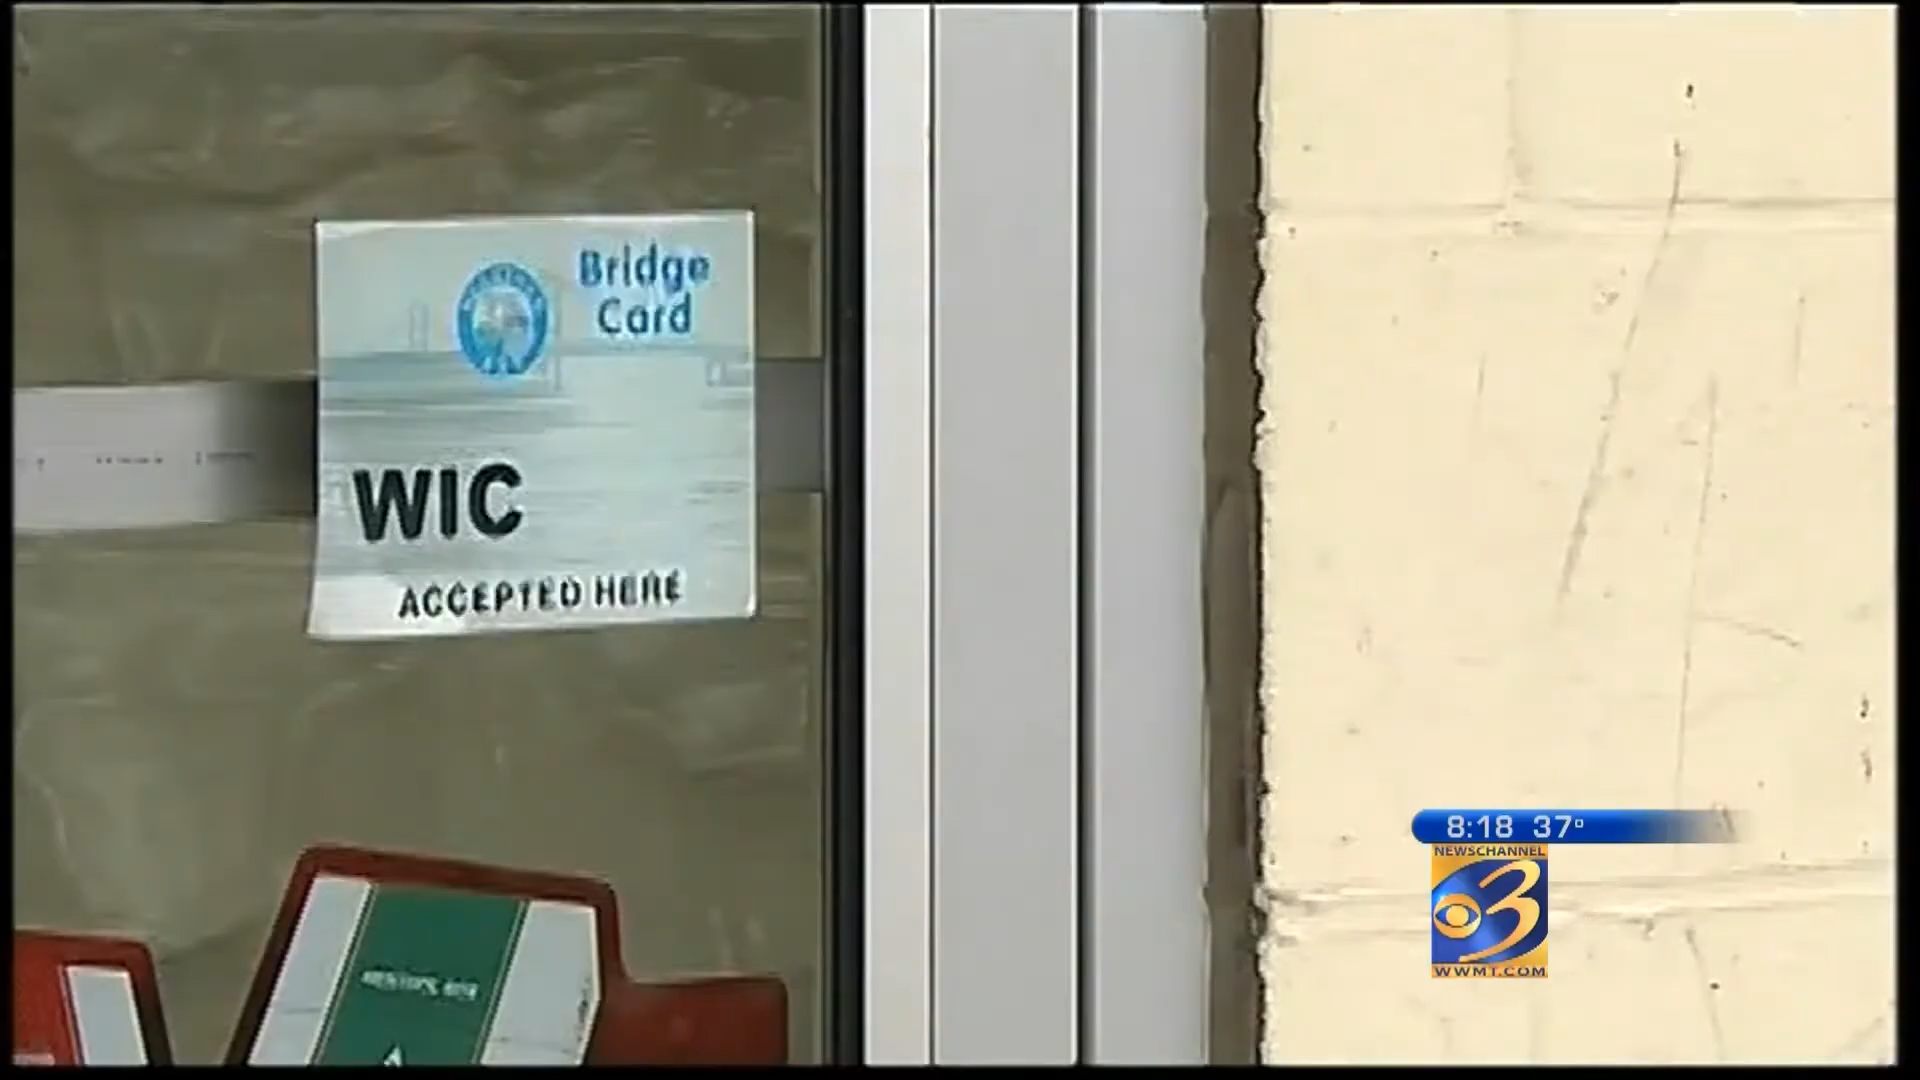 Bridge
Card
WIC
ACCEPTED HERE
8:18 37°
NEWSCHANNEL
3
WWMT.COM